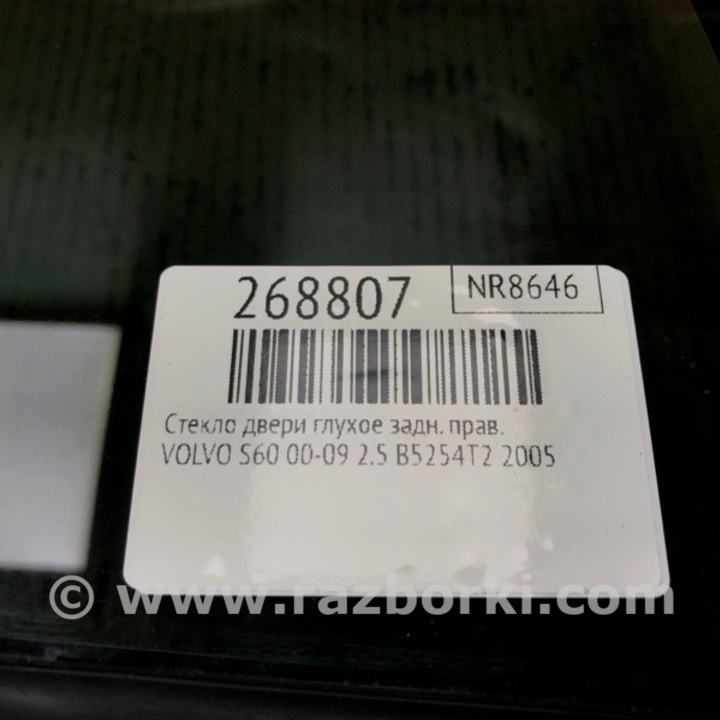 268807
NR8646
Стекло двери глухое задн. прав.
VOLVO S60 00-09 2.5 B5254T2 2005
© www.razborki.com